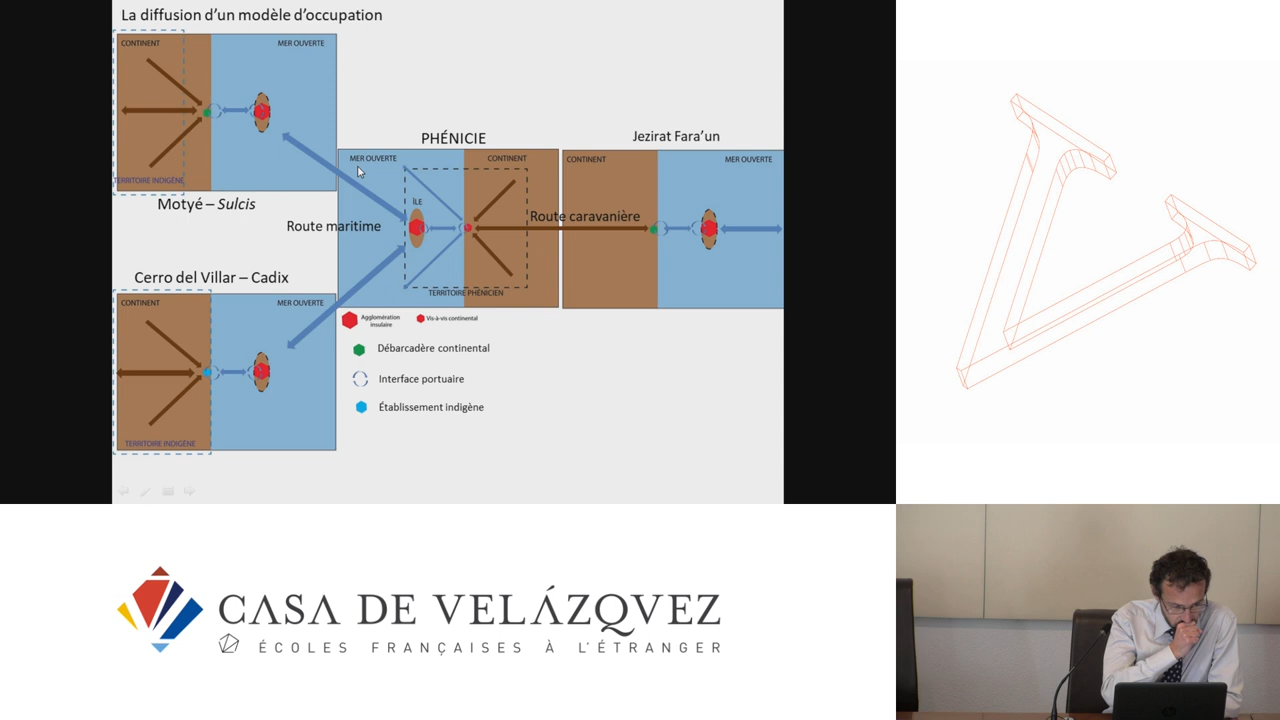 La diffusion d'un modèle d'occupation
CONTINENT
MER OUVERTE
TERRITOIRE INDIGÈNE
Motyé – Sulcis
PHÉNICIE
Jezirat Fara'un
MER OUVERTE
CONTINENT
CONTINENT
MER OUVERTE
ÎLE
Route maritime
Route caravanière
TERRITOIRE PHÉNICIEN
Cerro del Villar – Cadix
CONTINENT
MER OUVERTE
TERRITOIRE INDIGÈNE
Agglomération
insulaire
Vis-à-vis continental
Débarcadère continental
Interface portuaire
Établissement indigène
CASA DE VELÁZQVEZ
ÉCOLES FRANÇAISES À L'ÉTRANGER